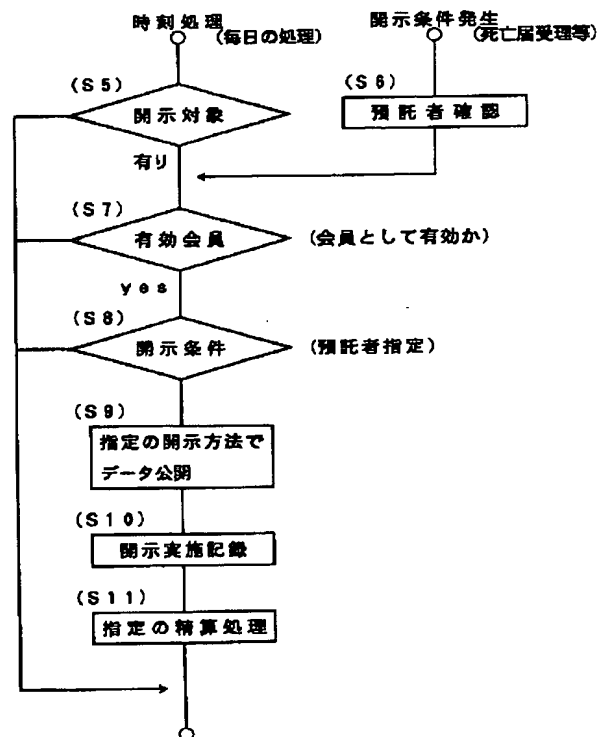 時刻処理
(毎日の処理)
開示条件発生
(死亡届受理等)
(S5)
開示対象
(S6)
預託者確認
有り
(S7)
有効会員
(会員として有効か)
yes
(S8)
開示条件
(預託者指定)
(S9)
指定の開示方法で
データ公開
(S10)
開示実施記録
(S11)
指定の精算処理